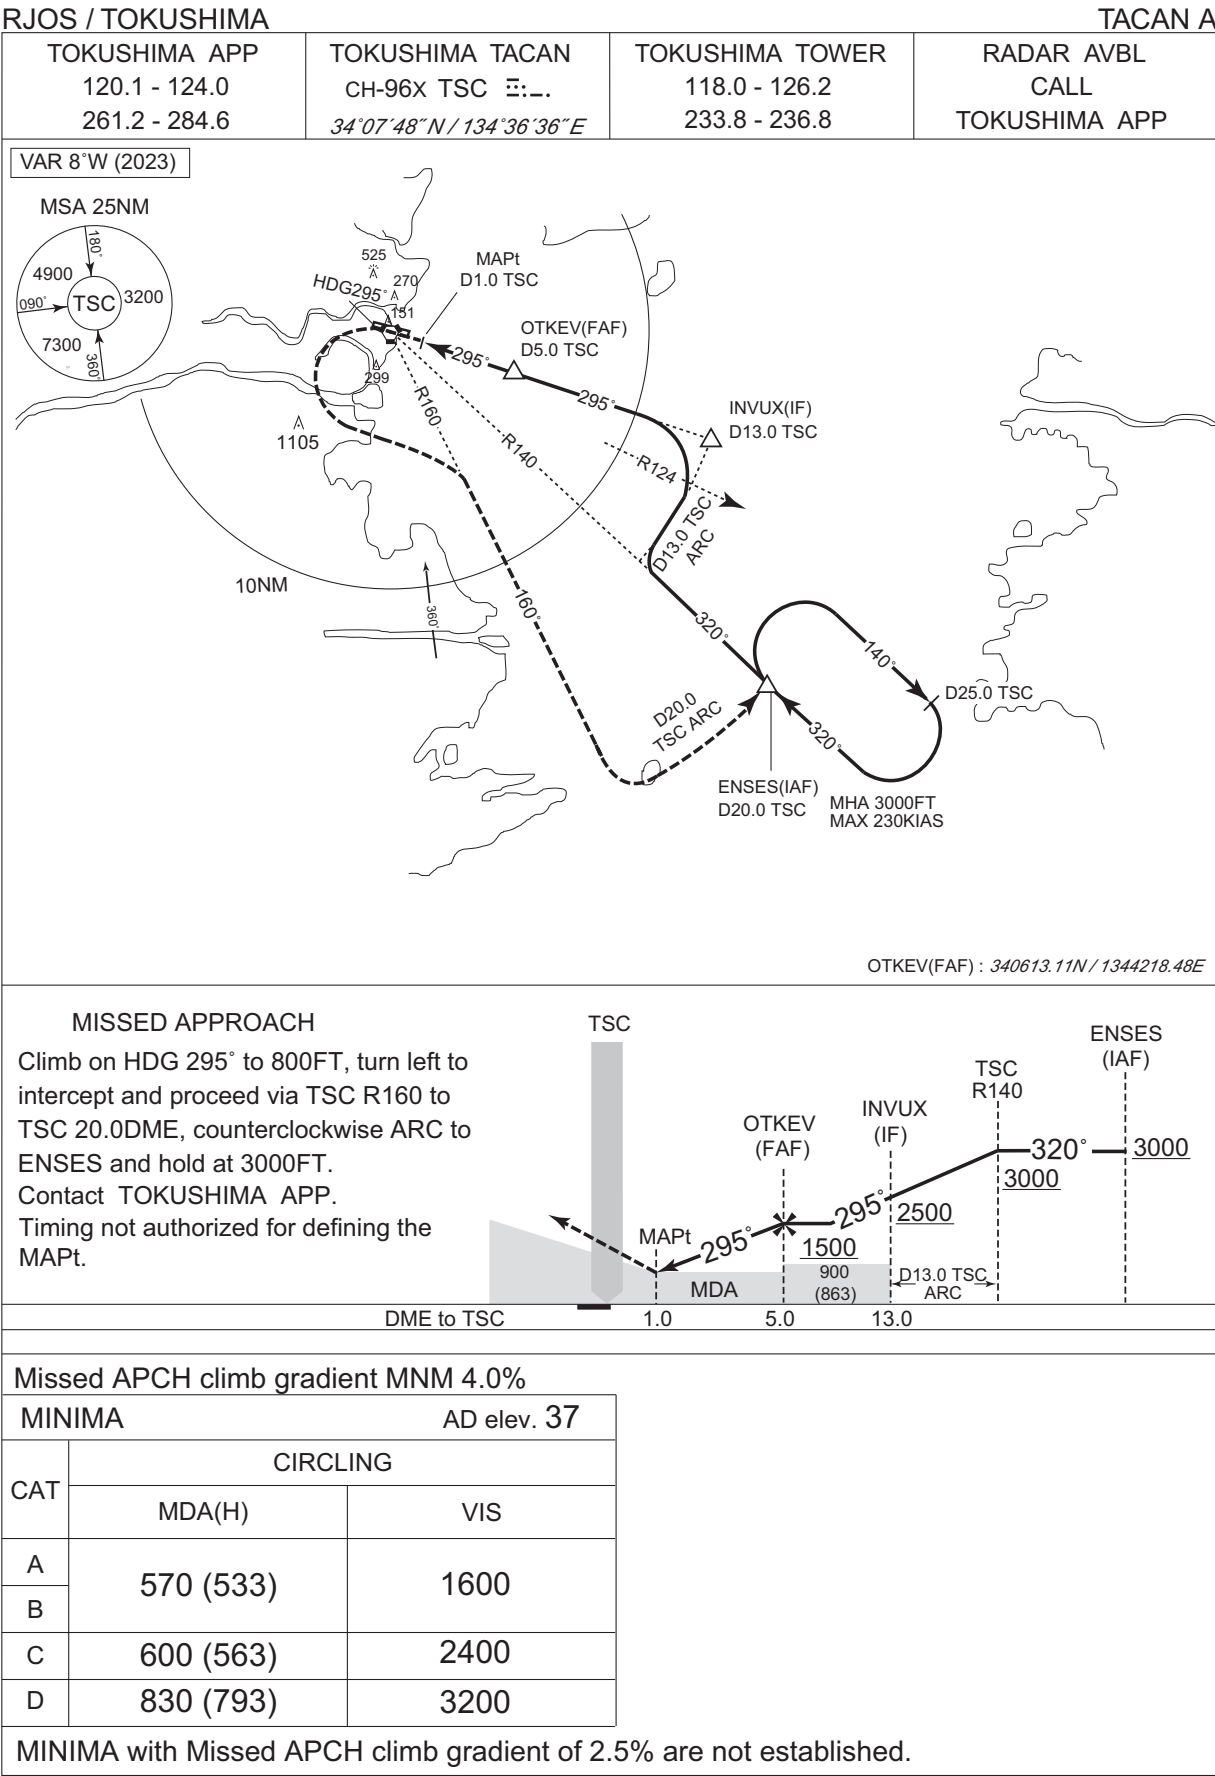 RJOS / TOKUSHIMA
TACAN A
TOKUSHIMA APP
120.1 - 124.0
261.2 - 284.6
TOKUSHIMA TACAN
CH-96X TSC
34°07´48˝N / 134°36´36˝E
TOKUSHIMA TOWER
118.0 - 126.2
233.8 - 236.8
RADAR AVBL
CALL
TOKUSHIMA APP
VAR 8°W (2023)
MSA 25NM
180°
4900
090°
TSC
3200
7300
360°
525
HDG295°
270
151
299
1105
MAPt
D1.0 TSC
OTKEV(FAF)
D5.0 TSC
295°
295°
INVUX(IF)
D13.0 TSC
R160
R140
R124
D13.0 TSC
ARC
10NM
360°
160°
320°
140°
D25.0 TSC
D20.0
TSC ARC
320°
ENSES(IAF)
D20.0 TSC
MHA 3000FT
MAX 230KIAS
OTKEV(FAF) : 340613.11N / 1344218.48E
MISSED APPROACH
Climb on HDG 295° to 800FT, turn left to
intercept and proceed via TSC R160 to
TSC 20.0DME, counterclockwise ARC to
ENSES and hold at 3000FT.
Contact TOKUSHIMA APP.
Timing not authorized for defining the
MAPt.
TSC
ENSES
(IAF)
TSC
R140
INVUX
(IF)
OTKEV
(FAF)
320°
3000
3000
295°
2500
MAPt
295°
1500
900
(863)
MDA
D13.0 TSC
ARC
DME to TSC
1.0
5.0
13.0
Missed APCH climb gradient MNM 4.0%
MINIMA
AD elev. 37
CAT
CIRCLING
MDA(H)
VIS
A
B
570 (533)
1600
C
600 (563)
2400
D
830 (793)
3200
MINIMA with Missed APCH climb gradient of 2.5% are not established.